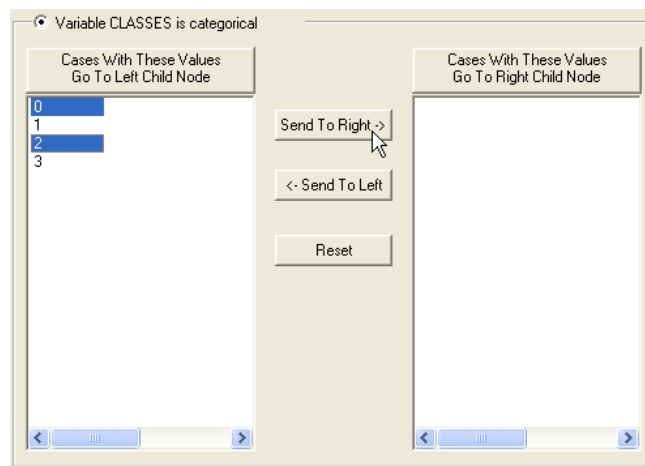 Variable CLASSES is categorical
Cases With These Values
Go To Left Child Node
0
1
2
3
Send To Right ->
<- Send To Left
Reset
Cases With These Values
Go To Right Child Node